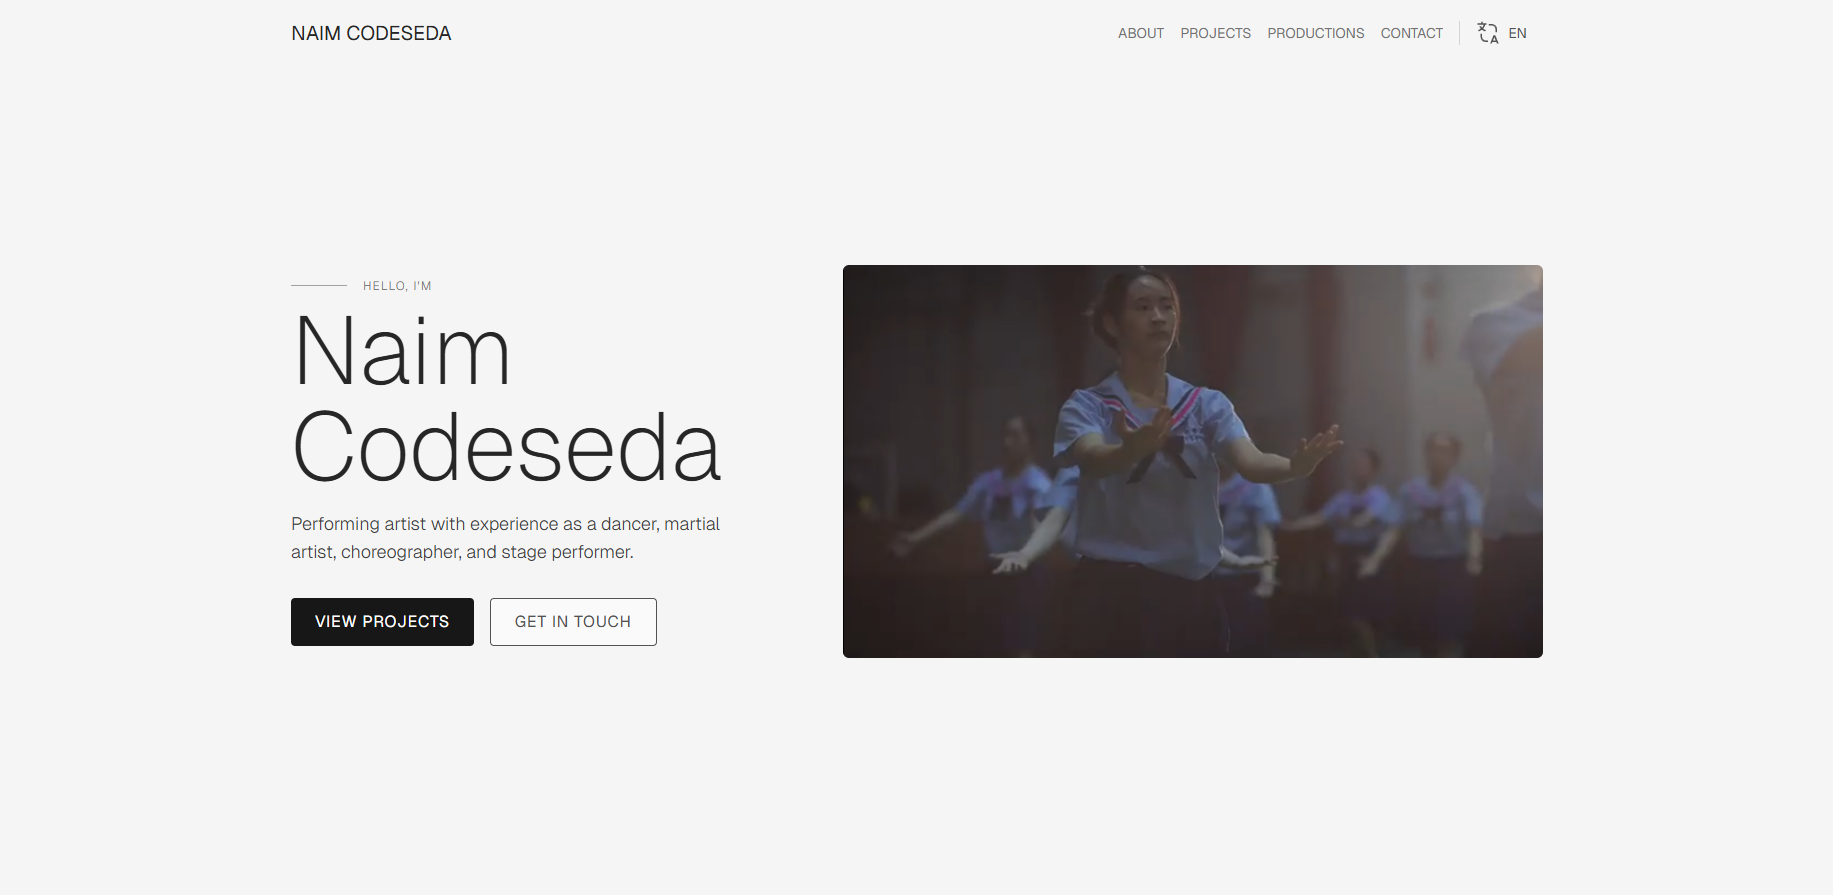 NAIM CODESEDA
ABOUT PROJECTS PRODUCTIONS CONTACT EN
HELLO, I'M
Naim
Codeseda
Performing artist with experience as a dancer, martial
artist, choreographer, and stage performer.
VIEW PROJECTS GET IN TOUCH